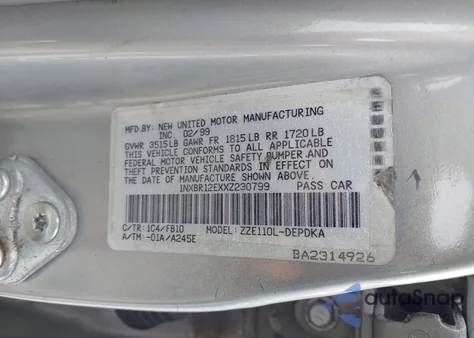 MFD.BY: NEW UNITED MOTOR MANUFACTURING
INC. 02/99
GVWR 3515LB GAWR FR 1815LB RR 1720LB
THIS VEHICLE CONFORMS TO ALL APPLICABLE
FEDERAL MOTOR VEHICLE SAFETY, BUMPER AND
THEFT PREVENTION STANDARDS IN EFFECT ON
THE DATE OF MANUFACTURE SHOWN ABOVE.
1NXBR12EXXZ230799 PASS CAR
C/TR: 1C4/FB10 MODEL: ZZE110L-DEPDKA
A/TM: -01A/A245E
BA2314926
autoSnap